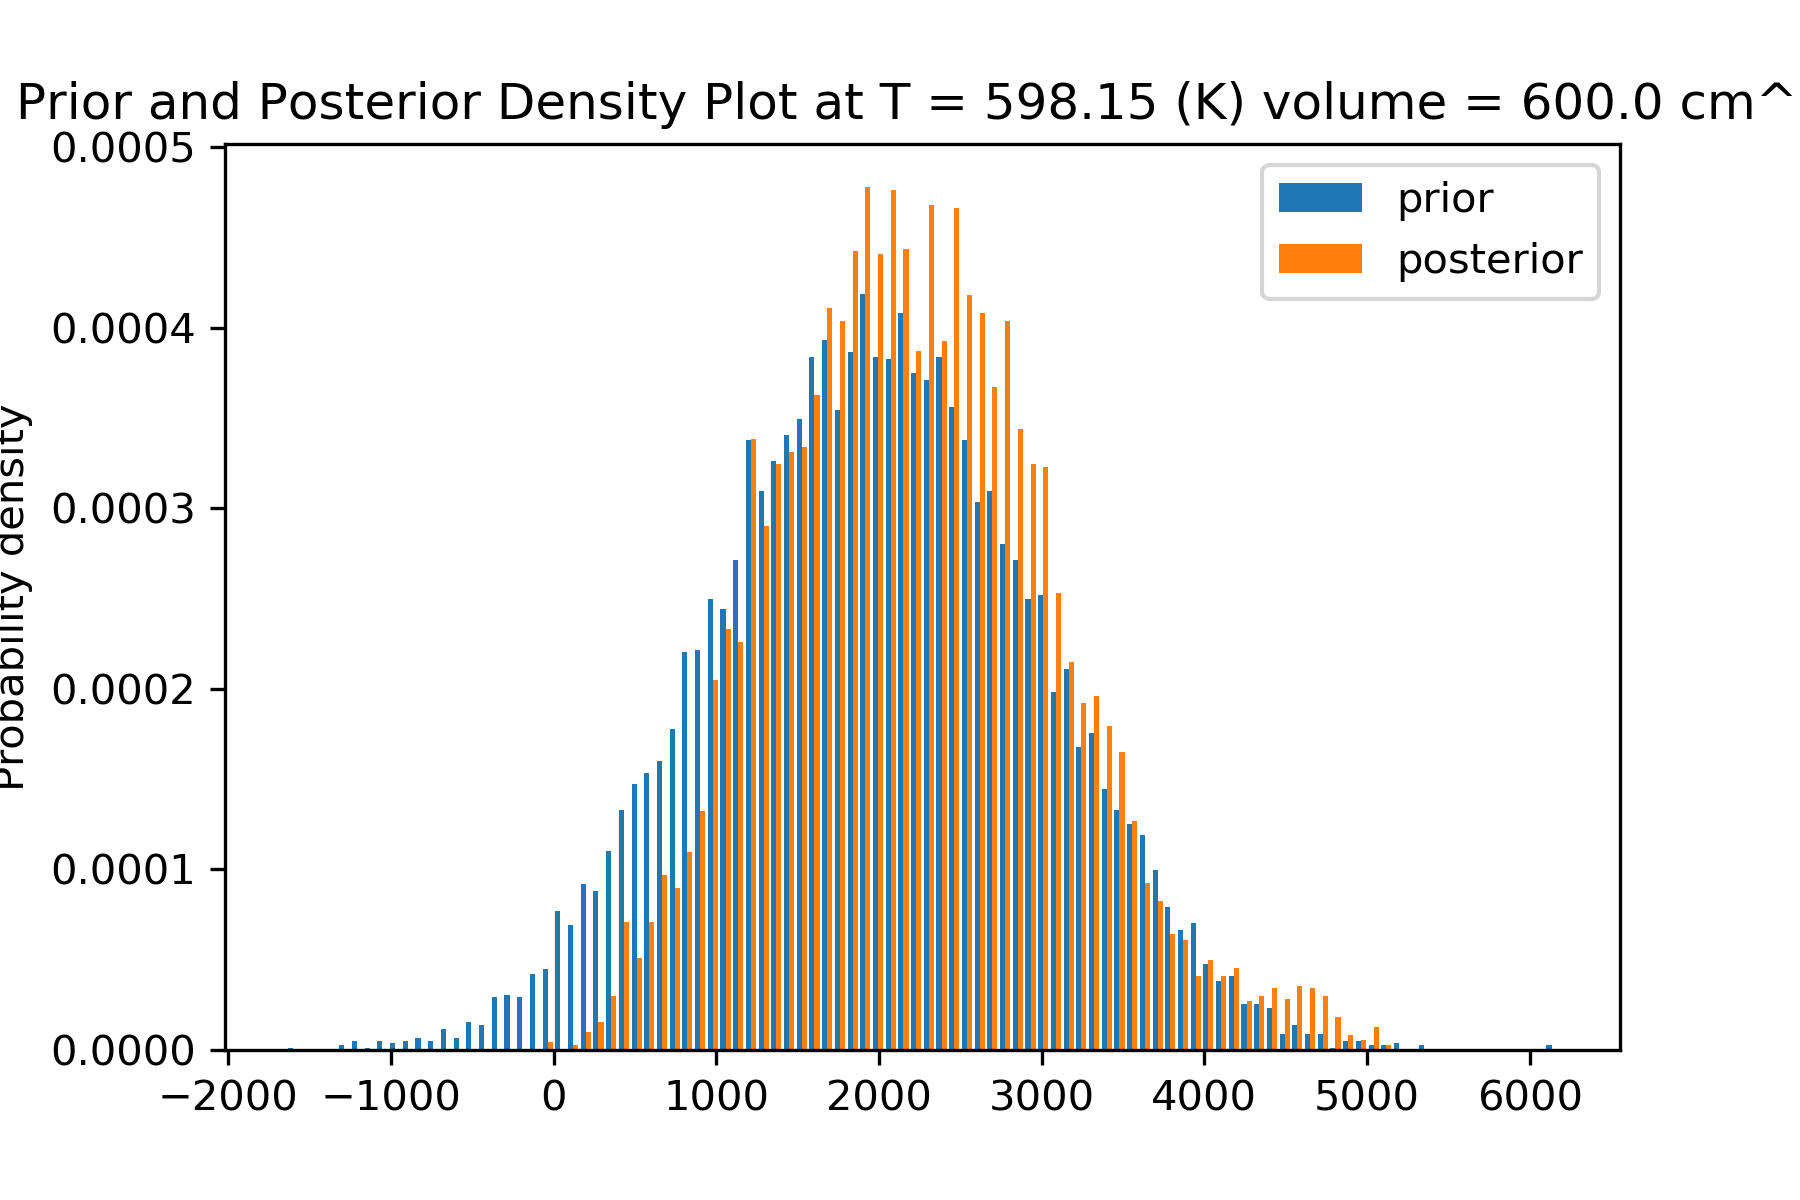 Prior and Posterior Density Plot at T = 598.15 (K) volume = 600.0 cm^
0.0005
0.0004
0.0003
0.0002
0.0001
0.0000
Probability density
prior
posterior
−2000 −1000 0 1000 2000 3000 4000 5000 6000